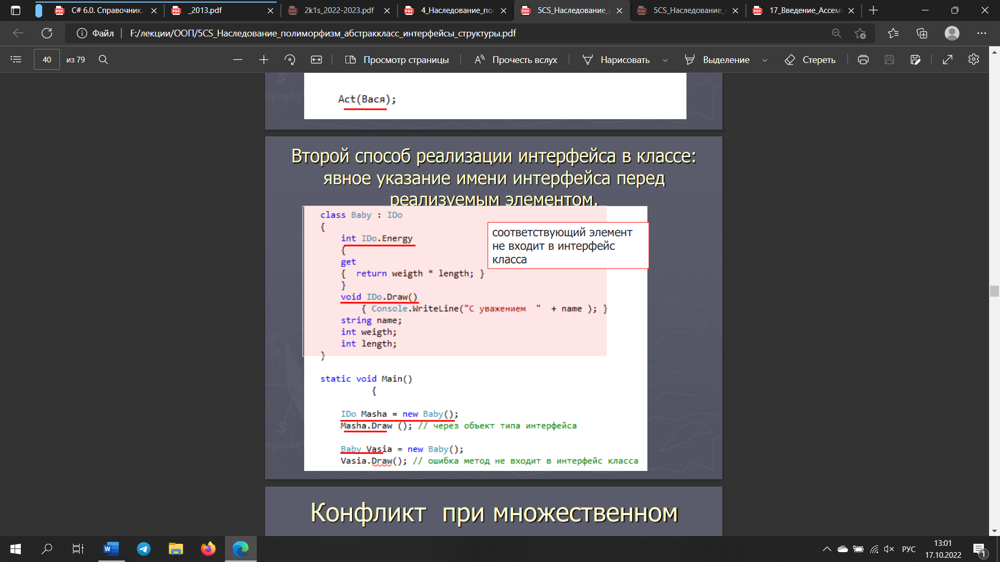 C# 6.0. Справочник.
_2013.pdf
2k1s_2022-2023.pdf
4_Наследование_по
5CS_Наследование_
5CS_Наследование_
17_Введение_Ассем
Файл
F:/лекции/ООП/5CS_Наследование_полиморфизм_абстракк​ласс_интерфейсы_структуры.pdf
40 из 79
Просмотр страницы
Прочесть вслух
Нарисовать
Выделение
Стереть
Act(Вася);
Второй способ реализации интерфейса в классе:
явное указание имени интерфейса перед
реализуемым элементом.
class Baby : IDo
{
соответствующий элемент
не входит в интерфейс
класса
int IDo.Energy
{
get
{ return weigth * length; }
}
void IDo.Draw()
{ Console.WriteLine("С уважением " + name ); }
string name;
int weigth;
int length;
}
static void Main()
{
IDo Masha = new Baby();
Masha.Draw (); // через объект типа интерфейса
Baby Vasia = new Baby();
Vasia.Draw(); // ошибка метод не входит в интерфейс класса
Конфликт при множественном
РУС
13:01
17.10.2022
1